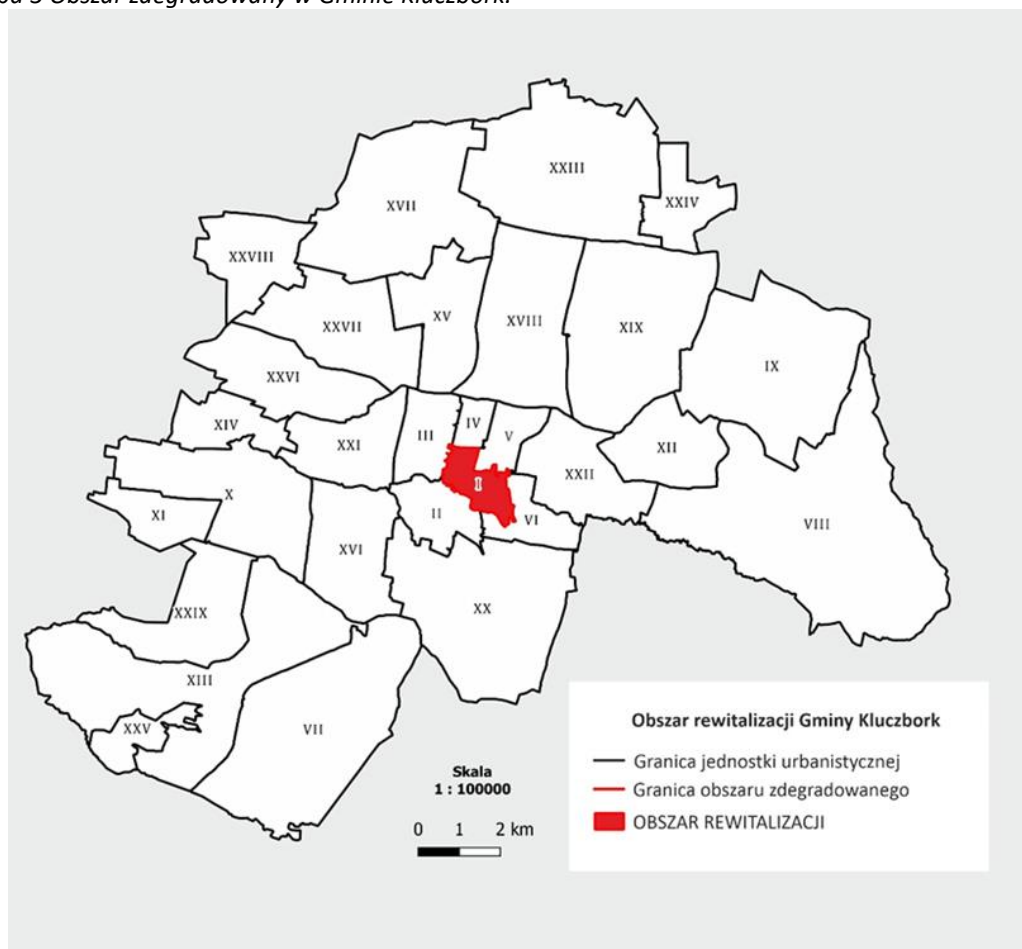 3 Obszar zdegradowany w Gminie Kluczbork.
XXIII
XVII
XXIV
XXVIII
XV
XVIII
XIX
XXVII
IX
XXVI
XIV
XXI
III
IV
V
XXII
XII
X
I
XI
II
VI
VIII
XVI
XX
XXIX
XIII
XXV
VII
Obszar rewitalizacji Gminy Kluczbork
Granica jednostki urbanistycznej
Granica obszaru zdegradowanego
OBSZAR REWITALIZACJI
Skala
1 : 100000
0 1 2 km